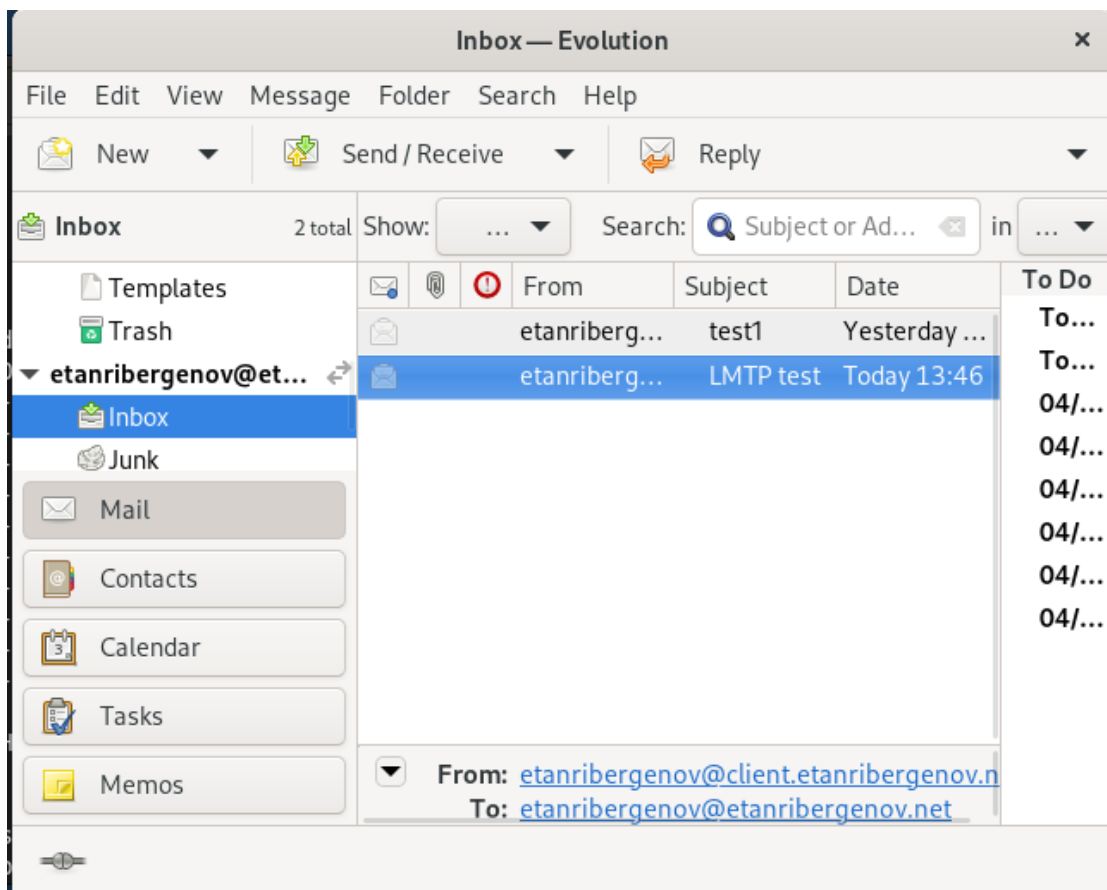 Inbox — Evolution
File Edit View Message Folder Search Help
New Send / Receive Reply
Inbox 2 total Show: ... Search: Subject or Ad... in ...
Templates
Trash
etanribergenov@et...
Inbox
Junk
Mail
Contacts
Calendar
Tasks
Memos
From Subject Date
etanriberg... test1 Yesterday ...
etanriberg... LMTP test Today 13:46
From: etanribergenov@client.etanribergenov.n
To: etanribergenov@etanribergenov.net
To Do
To...
To...
04/...
04/...
04/...
04/...
04/...
04/...